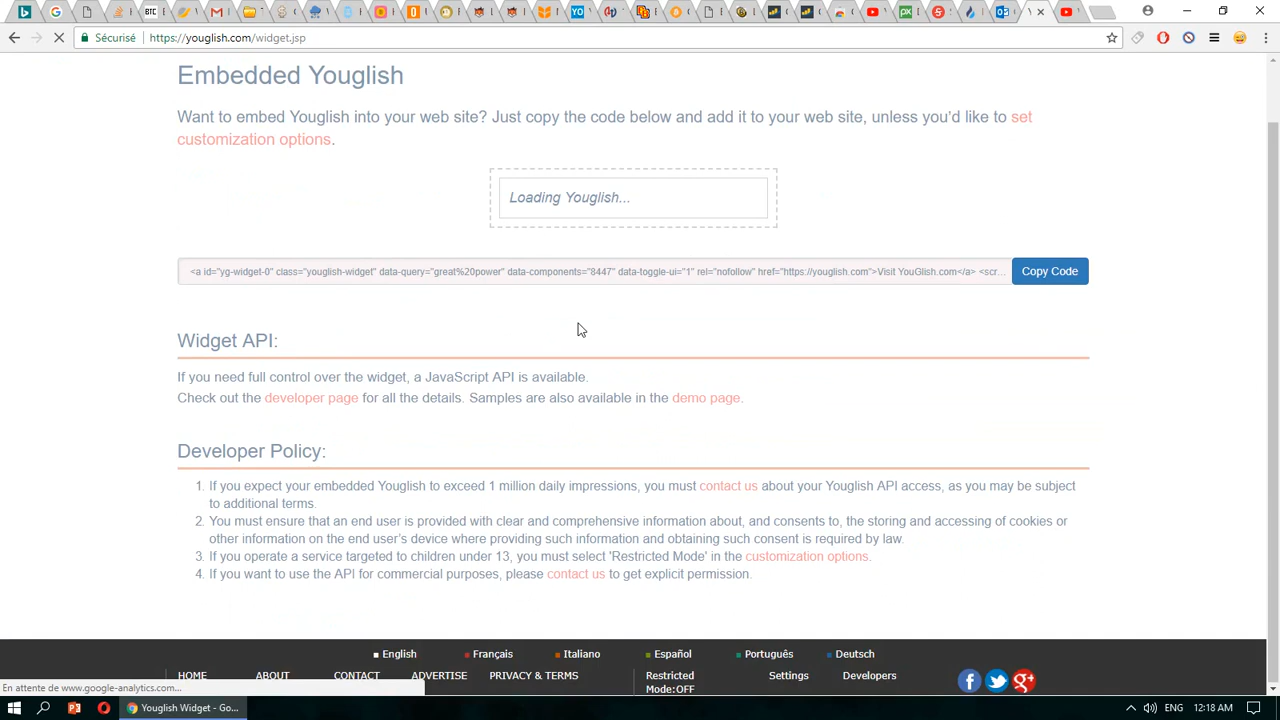 Sécurisé
https://youglish.com/widget.jsp
Embedded Youglish
Want to embed Youglish into your web site? Just copy the code below and add it to your web site, unless you'd like to set
customization options.
Loading Youglish...
<a id="yg-widget-0" class="youglish-widget" data-query="great%20power" data-components="8447" data-toggle-ui="1" rel="nofollow" href="https://youglish.com">Visit YouGlish.com</a> <scr...
Copy Code
Widget API:
If you need full control over the widget, a JavaScript API is available.
Check out the developer page for all the details. Samples are also available in the demo page.
Developer Policy:
1. If you expect your embedded Youglish to exceed 1 million daily impressions, you must contact us about your Youglish API access, as you may be subject
to additional terms.
2. You must ensure that an end user is provided with clear and comprehensive information about, and consents to, the storing and accessing of cookies or
other information on the end user's device where providing such information and obtaining such consent is required by law.
3. If you operate a service targeted to children under 13, you must select 'Restricted Mode' in the customization options.
4. If you want to use the API for commercial purposes, please contact us to get explicit permission.
English Français Italiano Español Português Deutsch
HOME ABOUT CONTACT ADVERTISE PRIVACY & TERMS Restricted Settings Developers
Mode:OFF
En attente de www.google-analytics.com...
Youglish Widget - Go...
ENG
12:18 AM